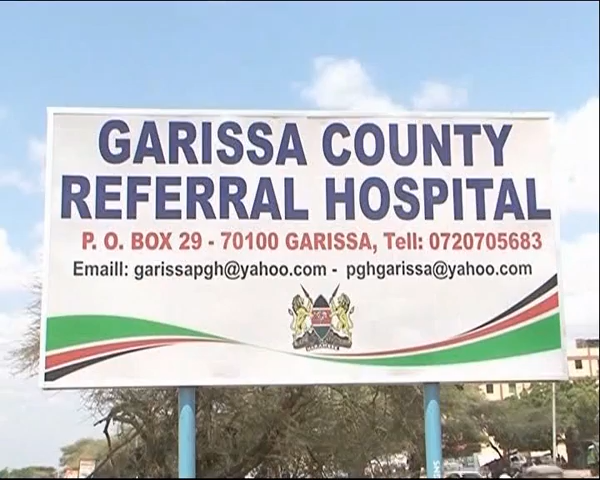 GARISSA COUNTY
REFERRAL HOSPITAL
P. O. BOX 29 - 70100 GARISSA, Tell: 0720705683
Emaill: garissapgh@yahoo.com - pghgarissa@yahoo.com